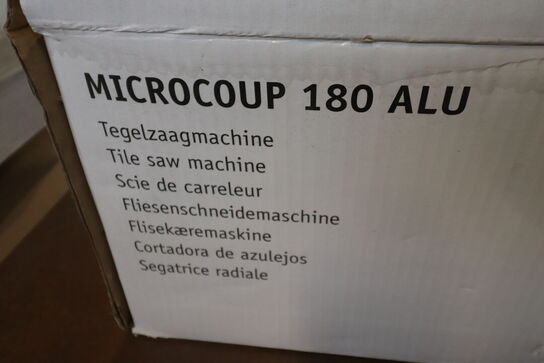 MICROCOUP 180 ALU
Tegelzaagmachine
Tile saw machine
Scie de carreleur
Fliesenschneidemaschine
Flisekæremaskine
Cortadora de azulejos
Segatrice radiale